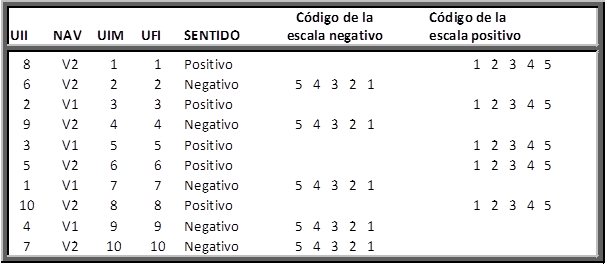 Código de la Código de la
UII NAV UIM UFI SENTIDO escala negativo escala positivo
8 V2 1 1 Positivo 1 2 3 4 5
6 V2 2 2 Negativo 5 4 3 2 1
2 V1 3 3 Positivo 1 2 3 4 5
9 V2 4 4 Negativo 5 4 3 2 1
3 V1 5 5 Positivo 1 2 3 4 5
5 V2 6 6 Positivo 1 2 3 4 5
1 V1 7 7 Negativo 5 4 3 2 1
10 V2 8 8 Positivo 1 2 3 4 5
4 V1 9 9 Negativo 5 4 3 2 1
7 V2 10 10 Negativo 5 4 3 2 1